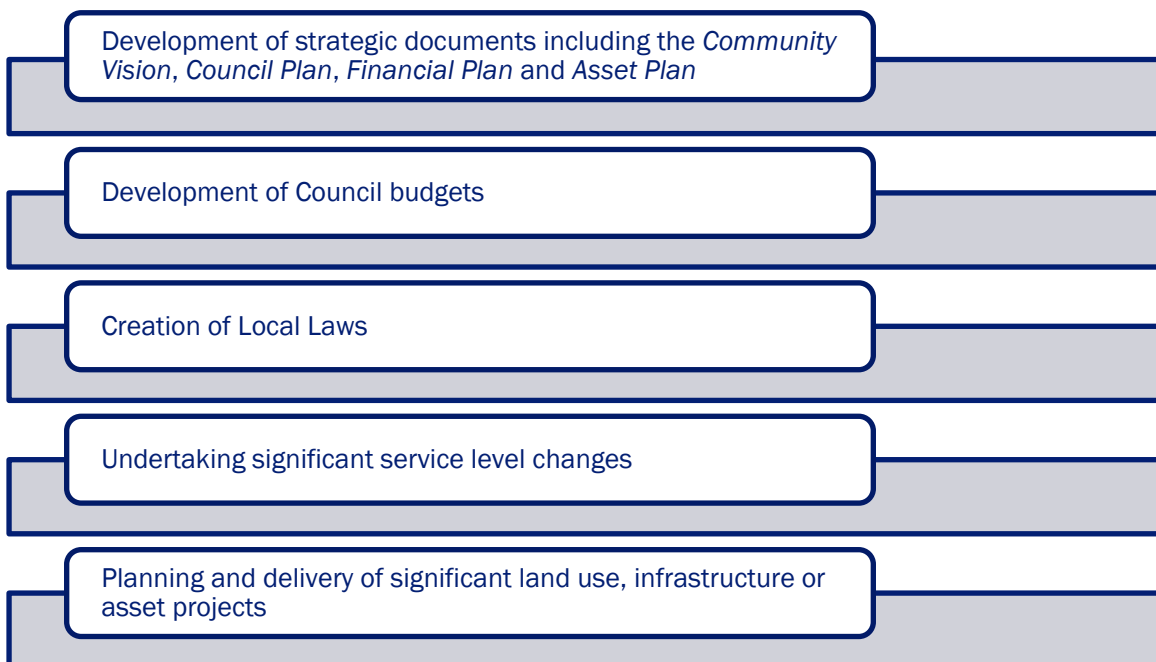 Development of strategic documents including the Community
Vision, Council Plan, Financial Plan and Asset Plan
Development of Council budgets
Creation of Local Laws
Undertaking significant service level changes
Planning and delivery of significant land use, infrastructure or
asset projects